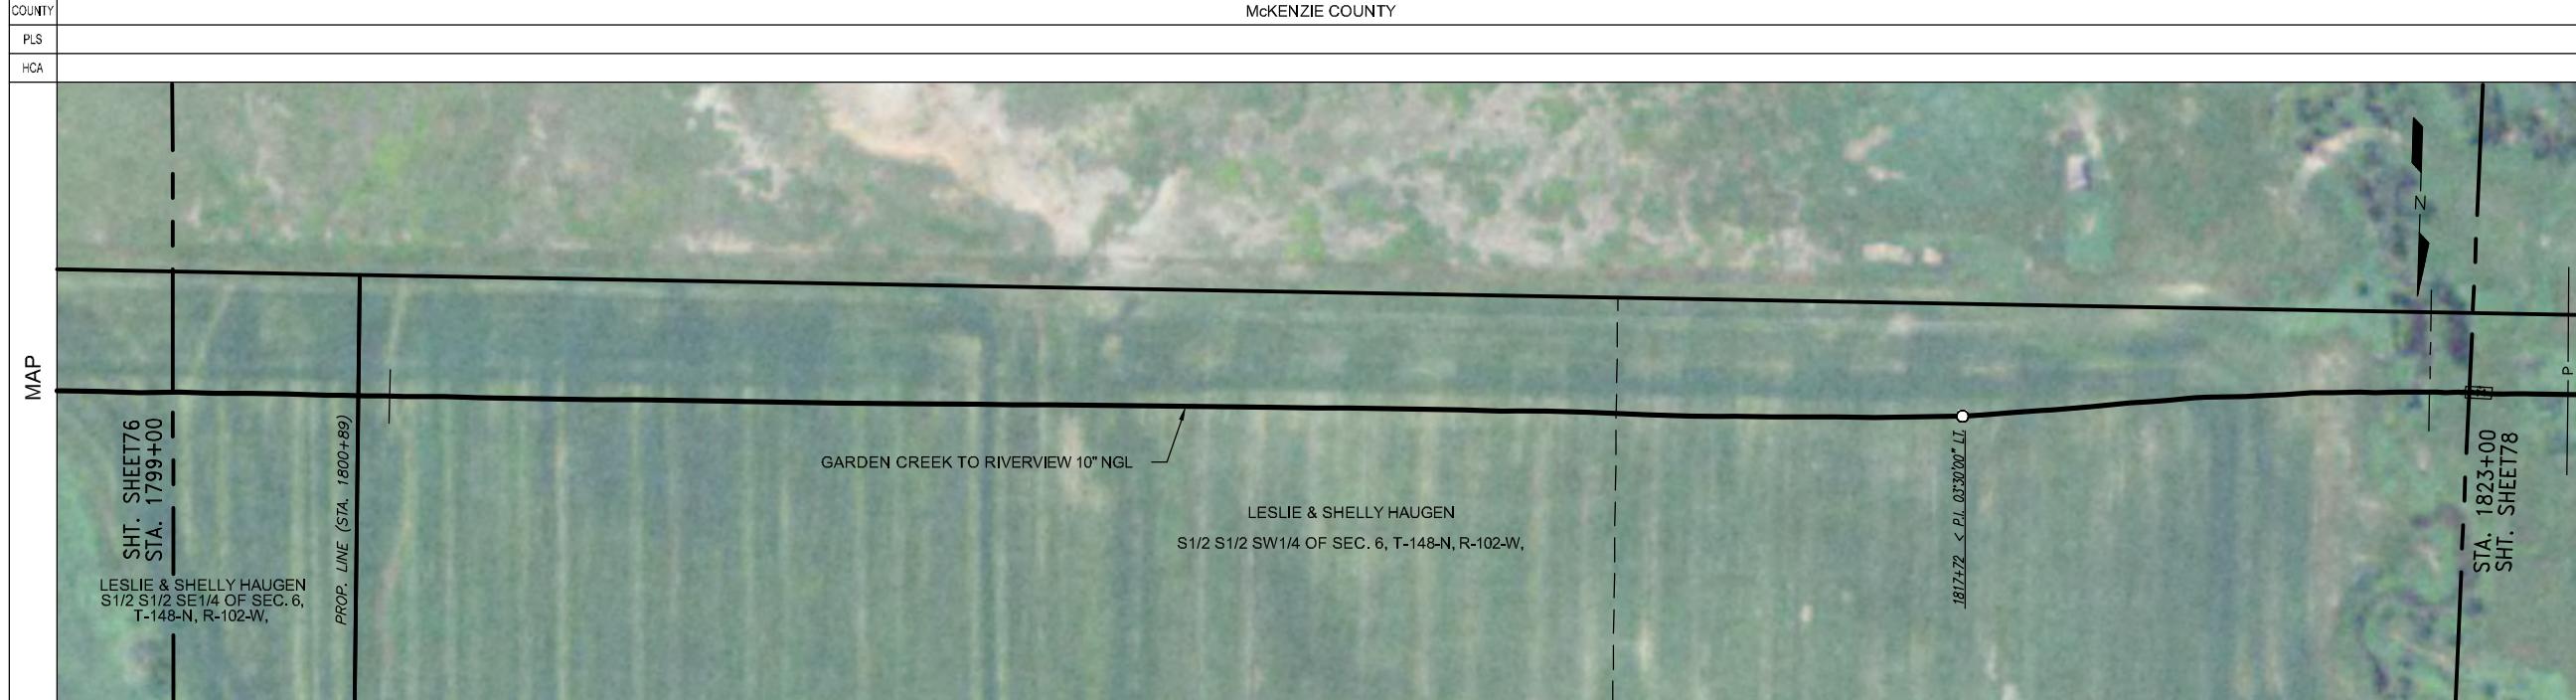 COUNTY
McKENZIE COUNTY
PLS
HCA
MAP
N
SHT. SHEET76
STA. 1799+00
LESLIE & SHELLY HAUGEN
S1/2 S1/2 SE1/4 OF SEC. 6,
T-148-N, R-102-W,
PROP. LINE (STA. 1800+89)
GARDEN CREEK TO RIVERVIEW 10" NGL
LESLIE & SHELLY HAUGEN
S1/2 S1/2 SW1/4 OF SEC. 6, T-148-N, R-102-W,
1817+72 < P.I. 03°30'00" LT.
STA. 1823+00
SHT. SHEET78
P